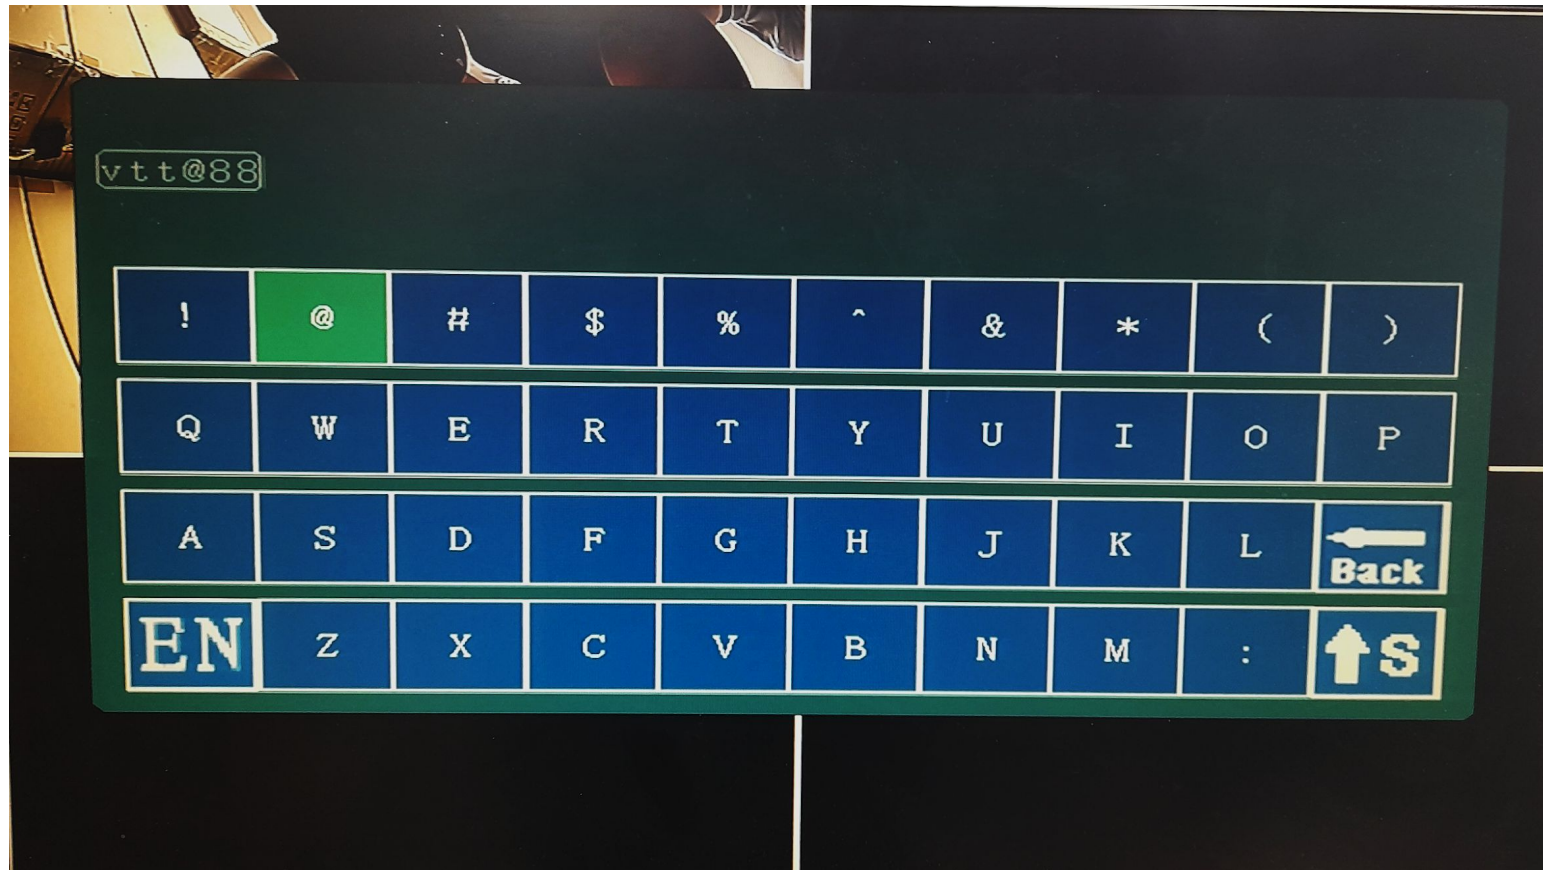 vtt@88
! @ # $ % ^ & * ( )
Q W E R T Y U I O P
A S D F G H J K L Back
EN Z X C V B N M : S